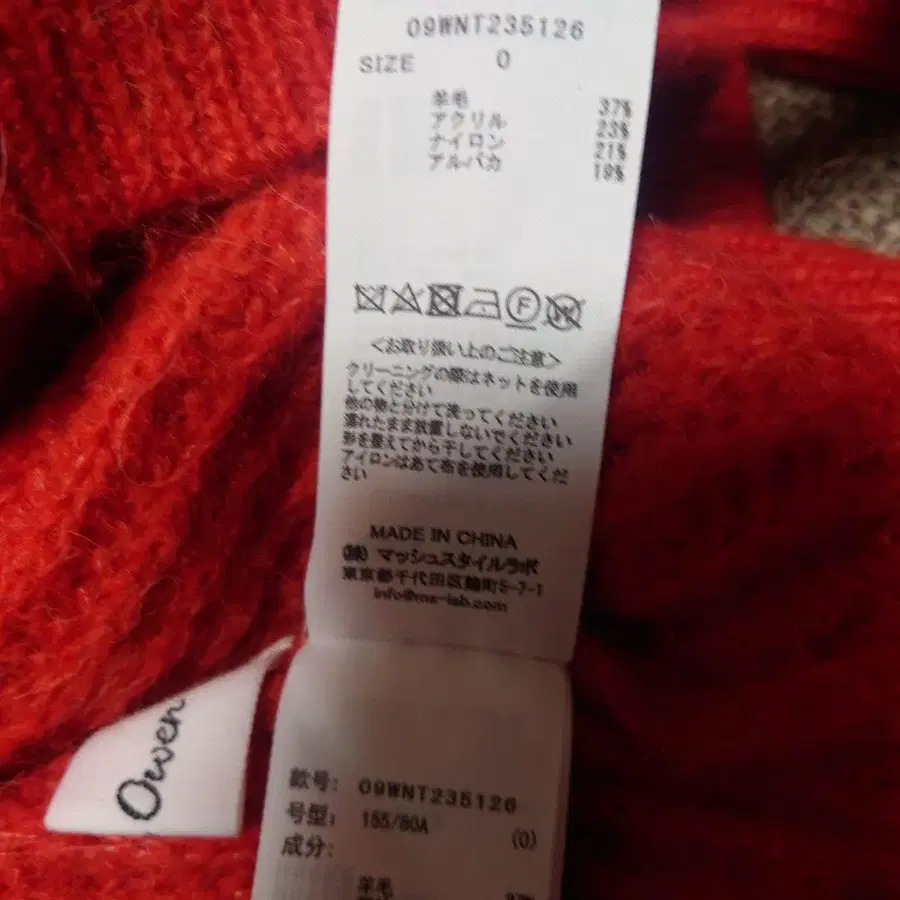 09WNT235126
SIZE 0
羊毛 37%
アクリル 23%
ナイロン 21%
アルパカ 19%
F
W
<お取り扱い上のご注意>
クリーニングの際はネットを使用
してください
他の物と分けて洗ってください
濡れたまま放置しないでください
形を整えてから干してください
アイロンはあて布を使用してくだ
さい
MADE IN CHINA
(株) マッシュスタイルラボ
東京都千代田区麹町5-7-1
info@ms-lab.com
Owen
款号: 09WNT235126
号型: 155/80A (0)
成分:
羊毛 37%